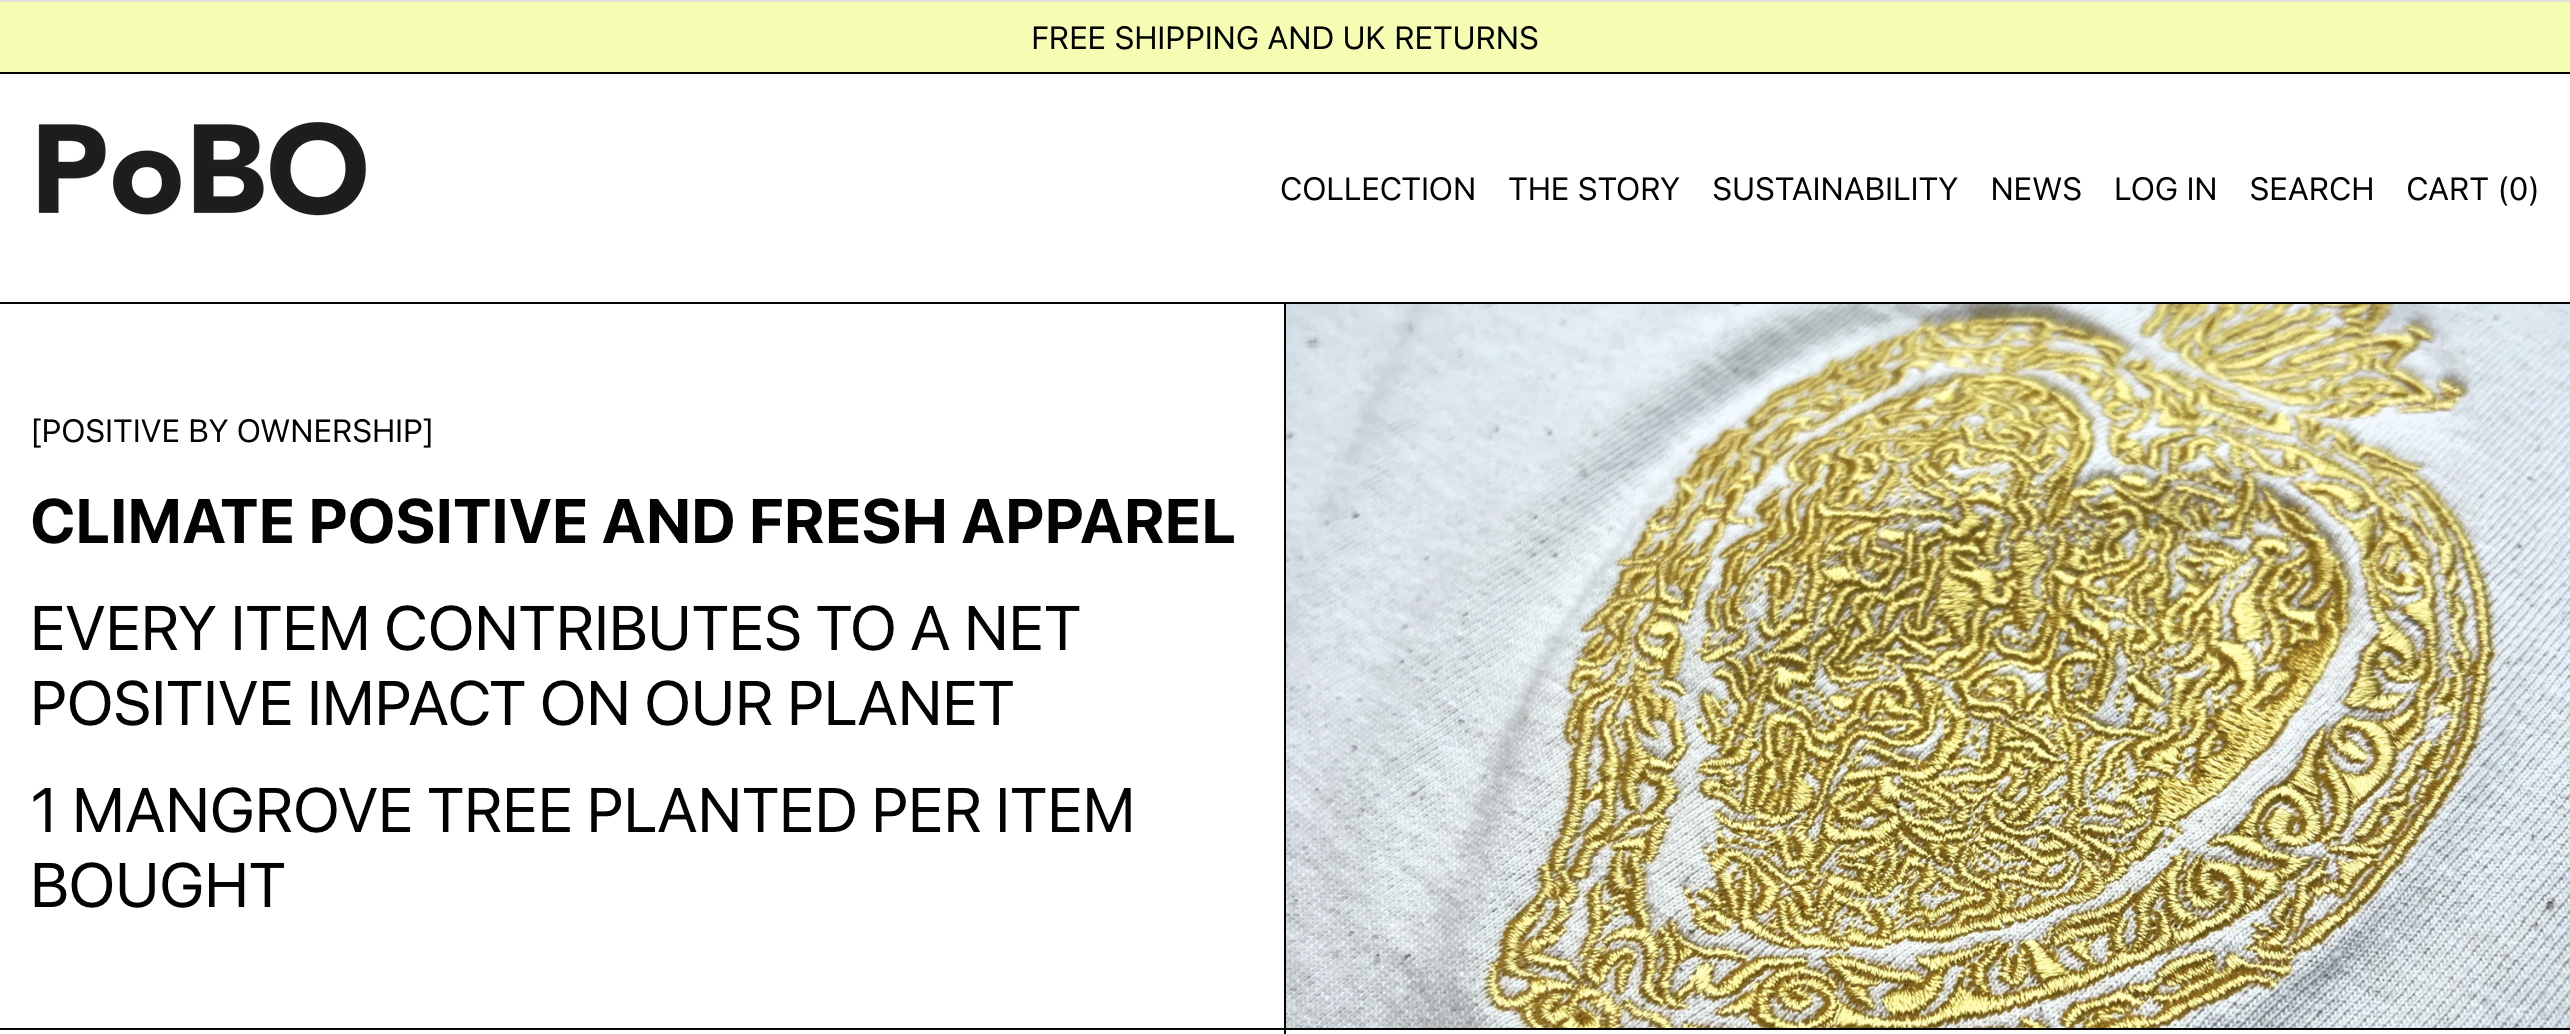 FREE SHIPPING AND UK RETURNS
PoBO
COLLECTION THE STORY SUSTAINABILITY NEWS LOG IN SEARCH CART (0)
[POSITIVE BY OWNERSHIP]
CLIMATE POSITIVE AND FRESH APPAREL
EVERY ITEM CONTRIBUTES TO A NET
POSITIVE IMPACT ON OUR PLANET
1 MANGROVE TREE PLANTED PER ITEM
BOUGHT